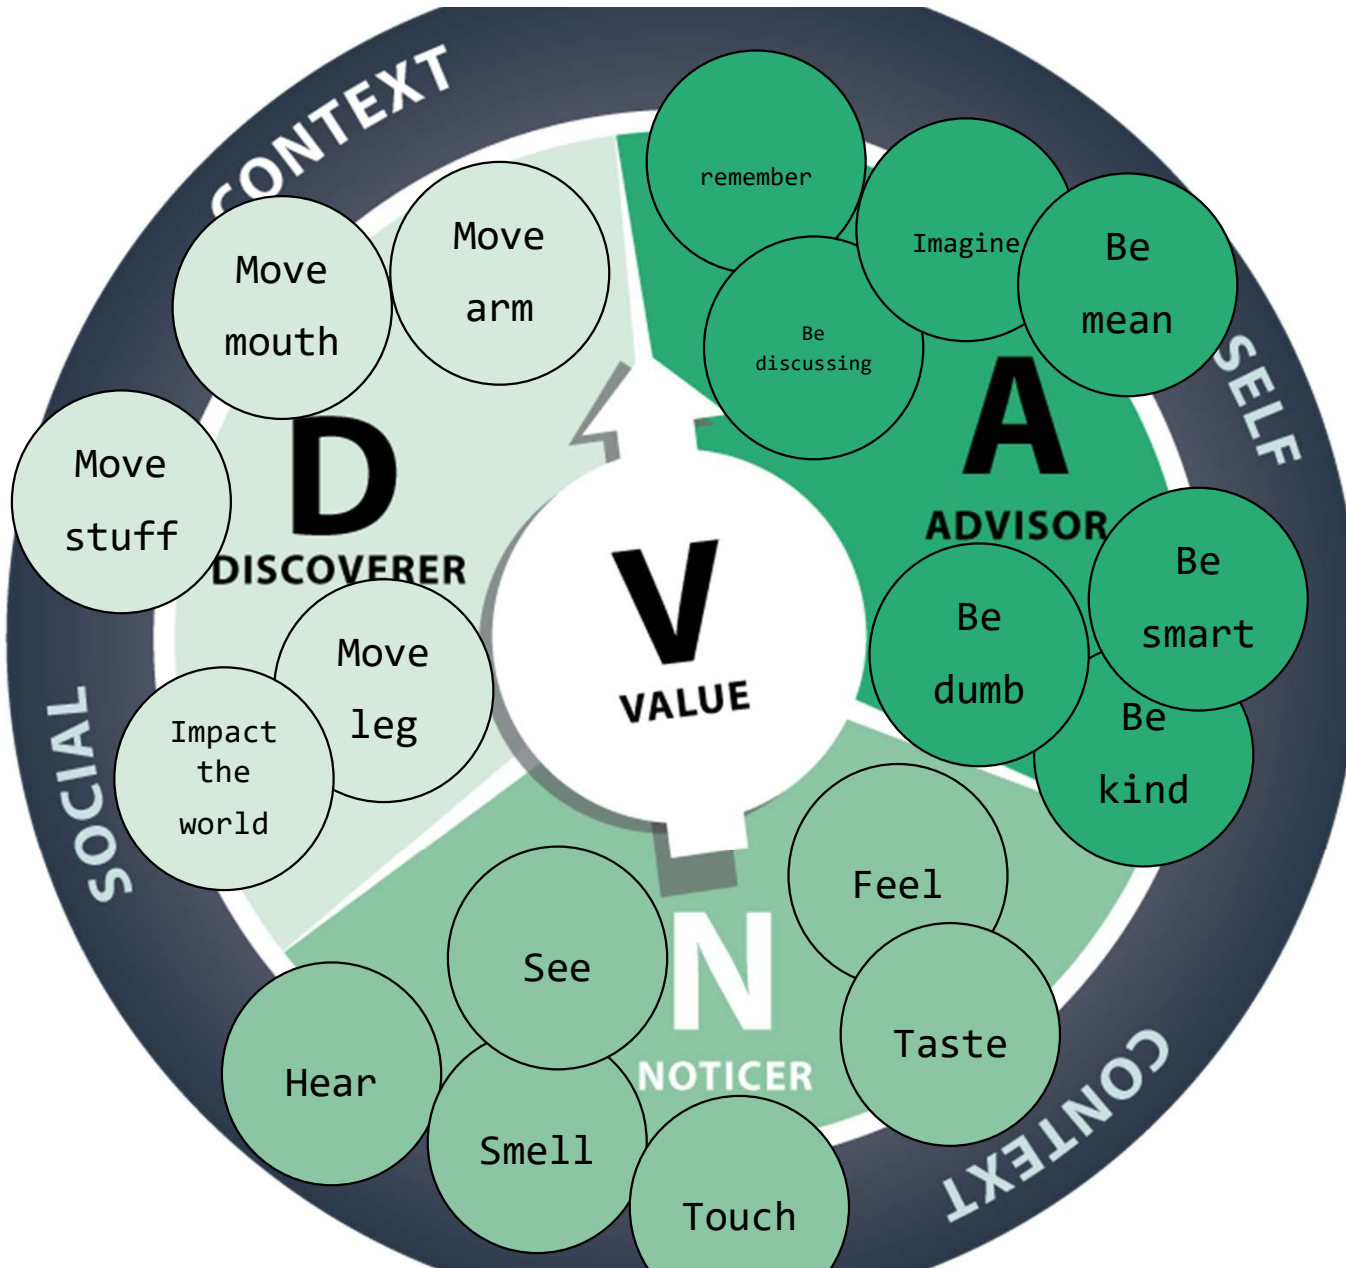 CONTEXT
remember
Imagine
Be
mean
Move
arm
Move
mouth
Be
discussing
SELF
A
ADVISOR
D
DISCOVERER
Move
stuff
V
VALUE
Be
smart
Be
dumb
Be
kind
Move
leg
Impact
the
world
SOCIAL
Feel
See
N
NOTICER
Taste
Hear
Smell
Touch
CONTEXT